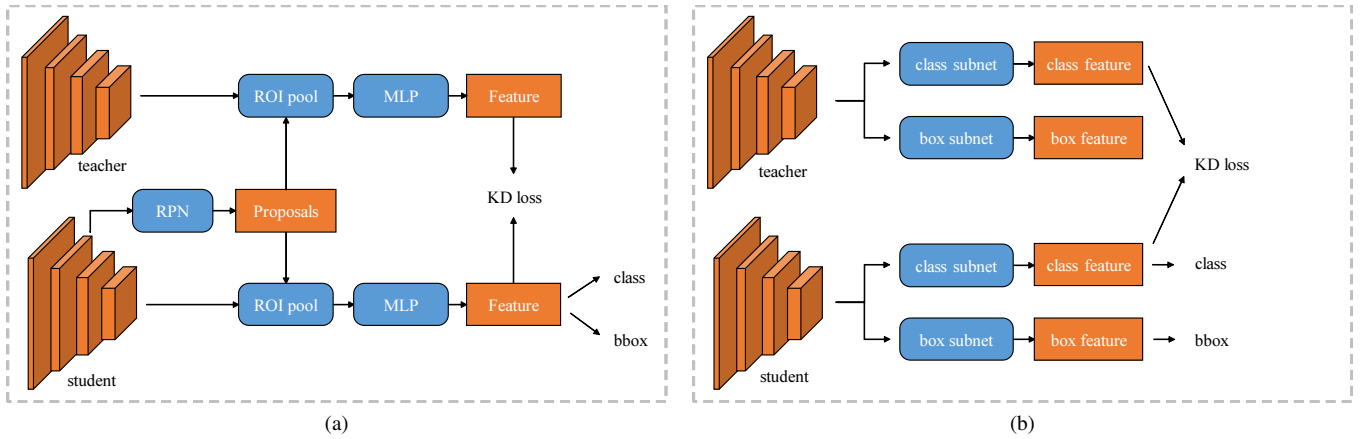 ROI pool
MLP
Feature
teacher
KD loss
RPN
Proposals
ROI pool
MLP
Feature
class
bbox
student
(a)
class subnet
class feature
box subnet
box feature
teacher
KD loss
class subnet
class feature
class
box subnet
box feature
bbox
student
(b)